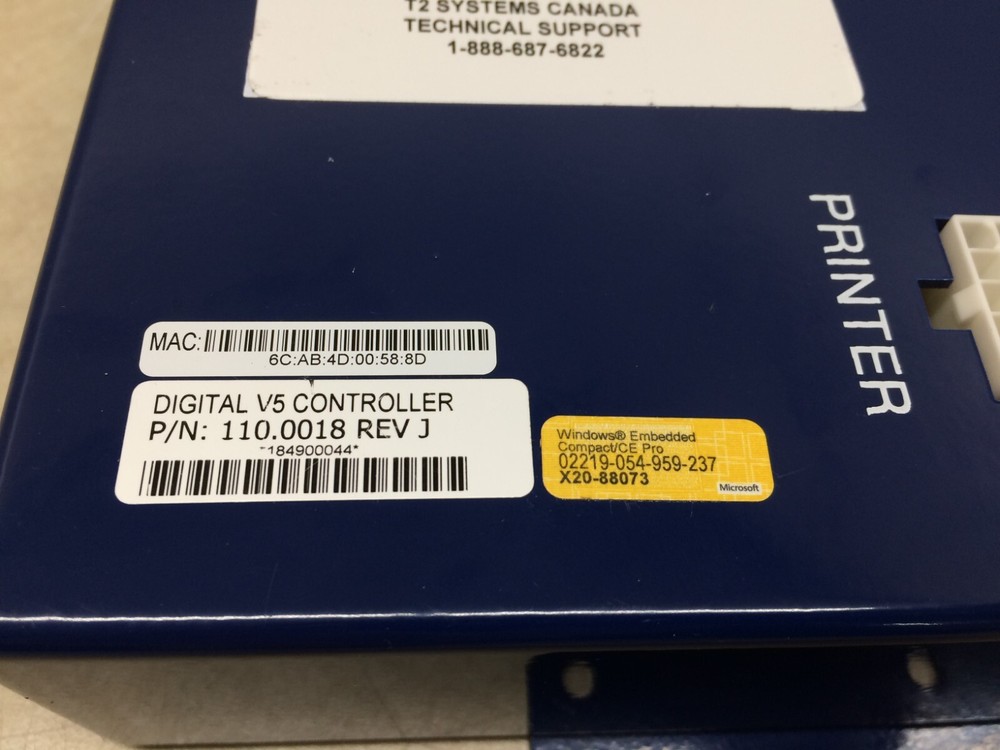 T2 SYSTEMS CANADA
TECHNICAL SUPPORT
1-888-687-6822
PRINTER
MAC:
6C:AB:4D:00:58:8D
DIGITAL V5 CONTROLLER
P/N: 110.0018 REV J
*184900044*
Windows® Embedded
Compact/CE Pro
02219-054-959-237
X20-88073
Microsoft